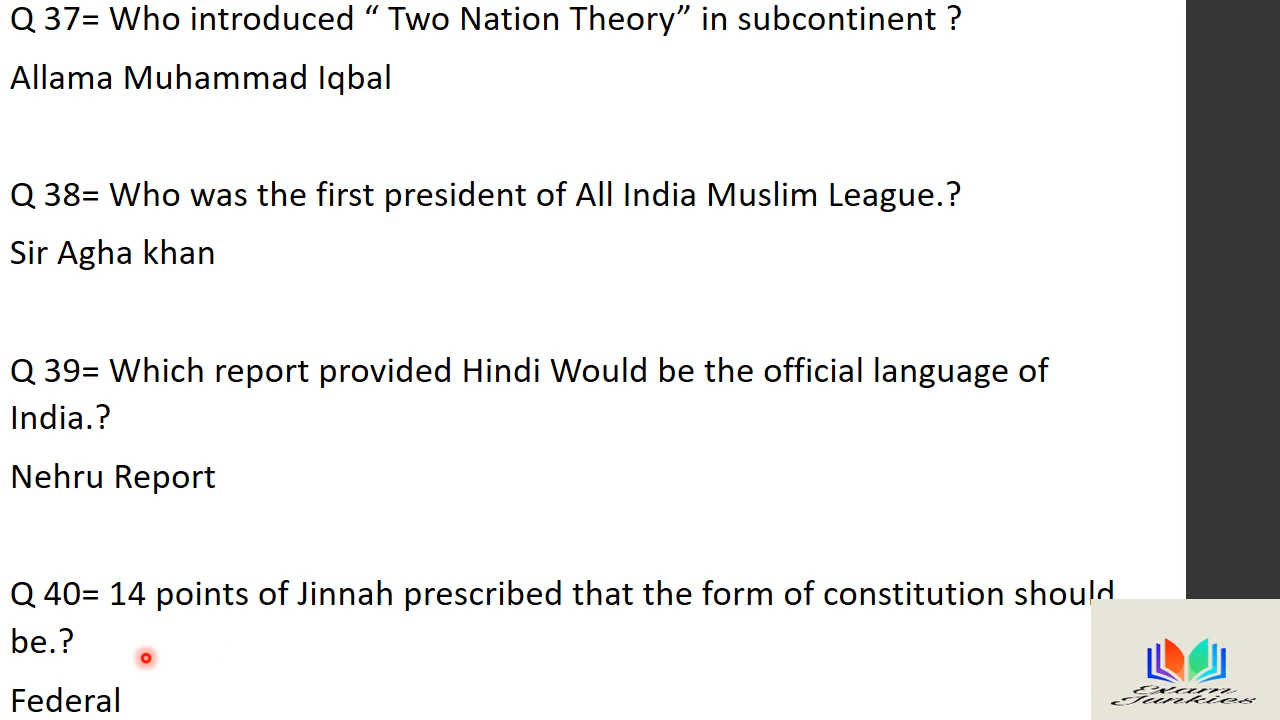 Q 37= Who introduced “ Two Nation Theory” in subcontinent ?
Allama Muhammad Iqbal
Q 38= Who was the first president of All India Muslim League.?
Sir Agha khan
Q 39= Which report provided Hindi Would be the official language of
India.?
Nehru Report
Q 40= 14 points of Jinnah prescribed that the form of constitution should
be.?
Federal
Exam
Junkies